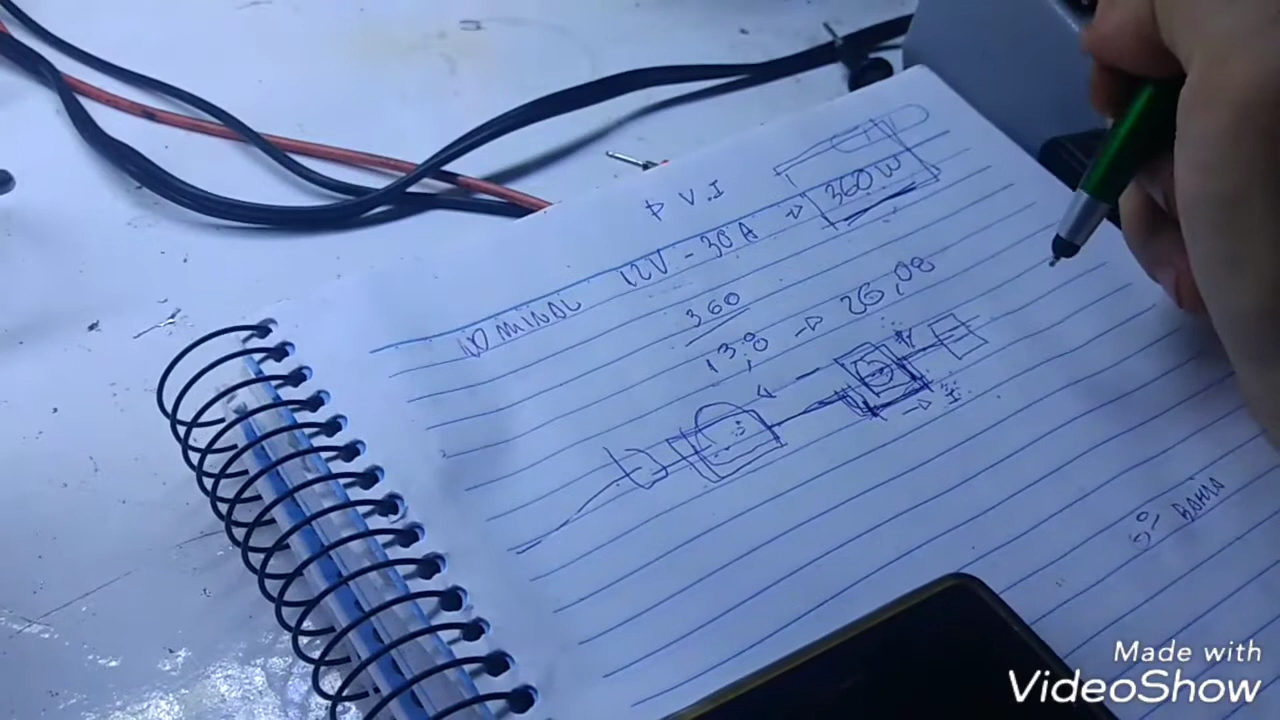 P V.I
NOMINAL 12V - 30A → 360W
360
13,8 → 26,08
I
Made with
VideoShow